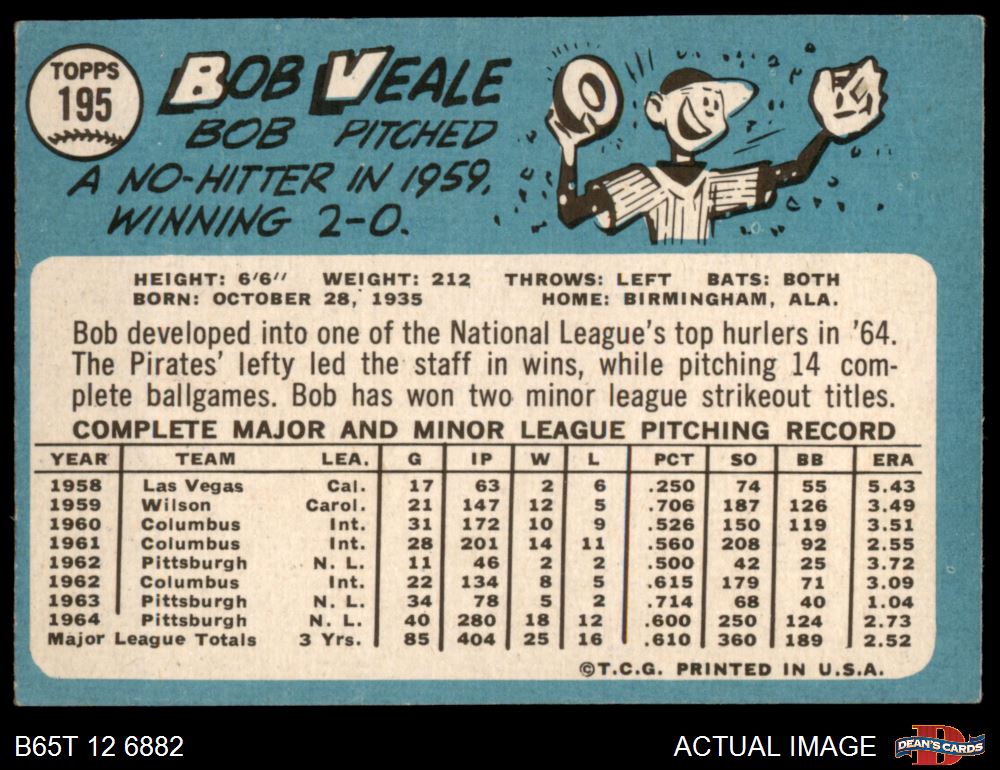 TOPPS
195
BOB VEALE
BOB PITCHED
A NO-HITTER IN 1959,
WINNING 2-0.
HEIGHT: 6'6" WEIGHT: 212 THROWS: LEFT BATS: BOTH
BORN: OCTOBER 28, 1935 HOME: BIRMINGHAM, ALA.
Bob developed into one of the National League's top hurlers in '64.
The Pirates' lefty led the staff in wins, while pitching 14 com-
plete ballgames. Bob has won two minor league strikeout titles.
COMPLETE MAJOR AND MINOR LEAGUE PITCHING RECORD
YEAR TEAM LEA. G IP W L PCT SO BB ERA
1958 Las Vegas Cal. 17 63 2 6 .250 74 55 5.43
1959 Wilson Carol. 21 147 12 5 .706 187 126 3.49
1960 Columbus Int. 31 172 10 9 .526 150 119 3.51
1961 Columbus Int. 28 201 14 11 .560 208 92 2.55
1962 Pittsburgh N. L. 11 46 2 2 .500 42 25 3.72
1962 Columbus Int. 22 134 8 5 .615 179 71 3.09
1963 Pittsburgh N. L. 34 78 5 2 .714 68 40 1.04
1964 Pittsburgh N. L. 40 280 18 12 .600 250 124 2.73
Major League Totals 3 Yrs. 85 404 25 16 .610 360 189 2.52
©T.C.G. PRINTED IN U.S.A.
B65T 12 6882
ACTUAL IMAGE
D
DEAN'S CARDS